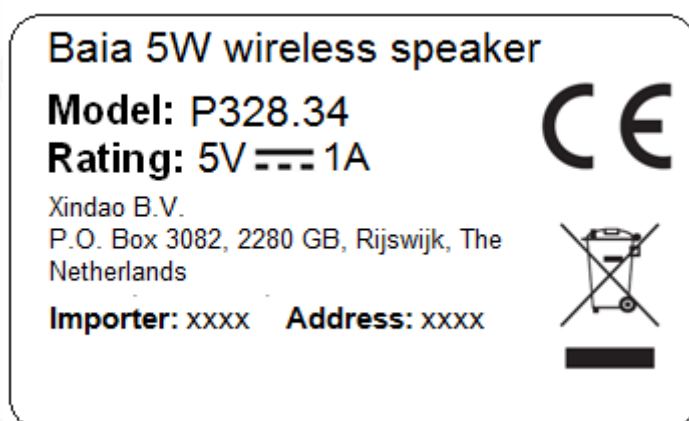 Baia 5W wireless speaker
Model: P328.34
Rating: 5V ⎓ 1A
Xindao B.V.
P.O. Box 3082, 2280 GB, Rijswijk, The
Netherlands
Importer: xxxx Address: xxxx
CE